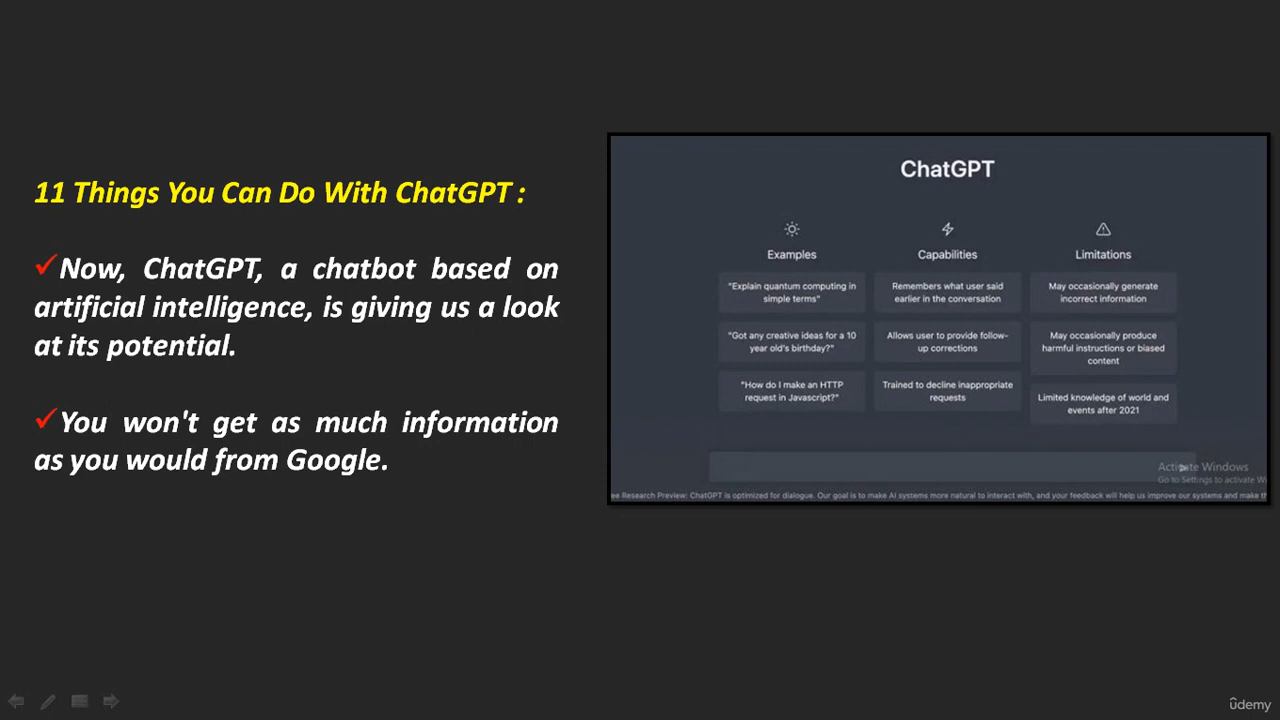 11 Things You Can Do With ChatGPT :
✓Now, ChatGPT, a chatbot based on
artificial intelligence, is giving us a look
at its potential.
✓You won't get as much information
as you would from Google.
ChatGPT
Examples
"Explain quantum computing in
simple terms"
"Got any creative ideas for a 10
year old's birthday?"
"How do I make an HTTP
request in Javascript?"
Capabilities
Remembers what user said
earlier in the conversation
Allows user to provide follow-
up corrections
Trained to decline inappropriate
requests
Limitations
May occasionally generate
incorrect information
May occasionally produce
harmful instructions or biased
content
Limited knowledge of world and
events after 2021
Activate Windows
Go to Settings to activate Wi
ee Research Preview: ChatGPT is optimized for dialogue. Our goal is to make AI systems more natural to interact with, and your feedback will help us improve our systems and make th
ûdemy